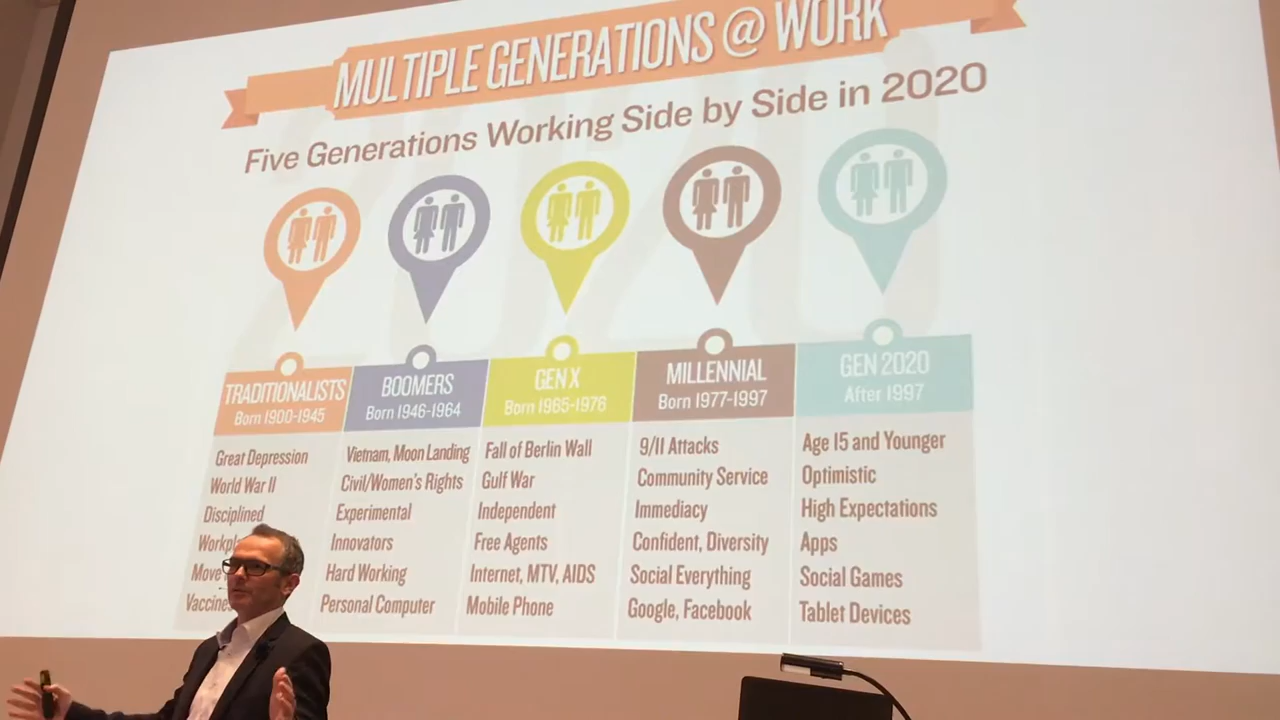 MULTIPLE GENERATIONS @ WORK
Five Generations Working Side by Side in 2020
TRADITIONALISTS
Born 1900-1945
Great Depression
World War II
Disciplined
BOOMERS
Born 1946-1964
Vietnam, Moon Landing
Civil/Women's Rights
Experimental
Innovators
Hard Working
Personal Computer
GEN X
Born 1965-1976
Fall of Berlin Wall
Gulf War
Independent
Free Agents
Internet, MTV, AIDS
Mobile Phone
MILLENNIAL
Born 1977-1997
9/11 Attacks
Community Service
Immediacy
Confident, Diversity
Social Everything
Google, Facebook
GEN 2020
After 1997
Age 15 and Younger
Optimistic
High Expectations
Apps
Social Games
Tablet Devices